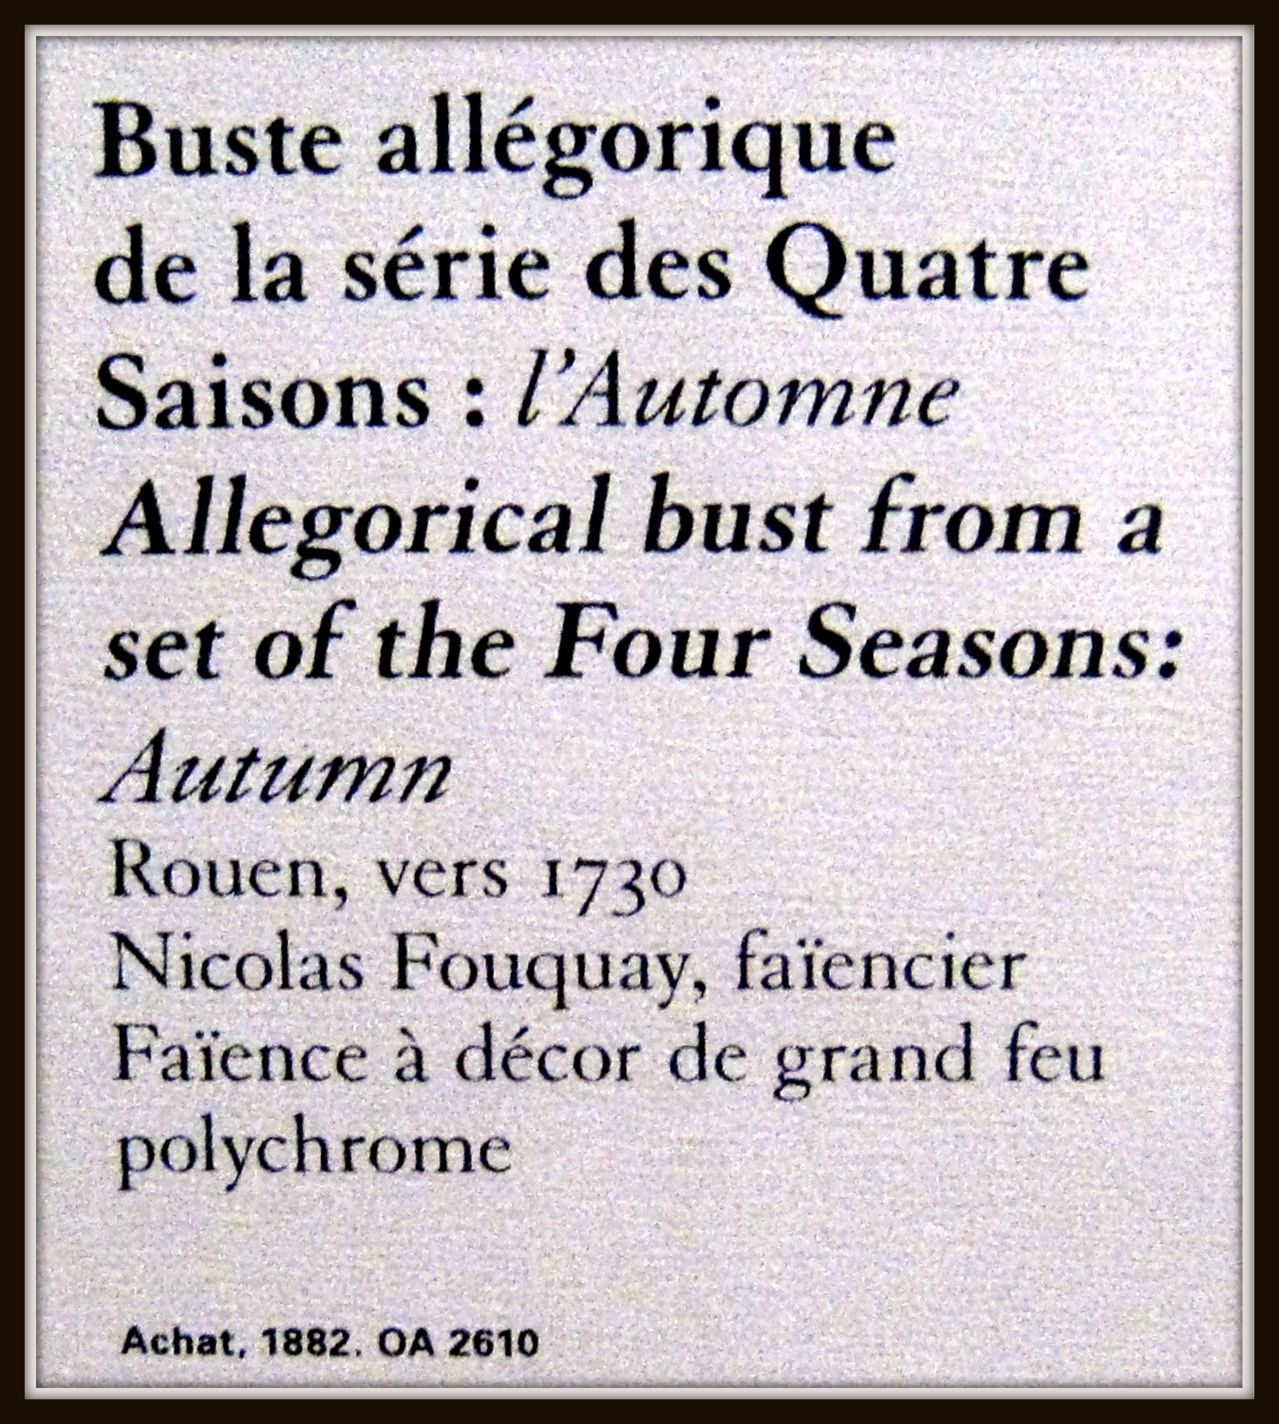 Buste allégorique
de la série des Quatre
Saisons : l’Automne
Allegorical bust from a
set of the Four Seasons:
Autumn
Rouen, vers 1730
Nicolas Fouquay, faïencier
Faïence à décor de grand feu
polychrome
Achat, 1882. OA 2610